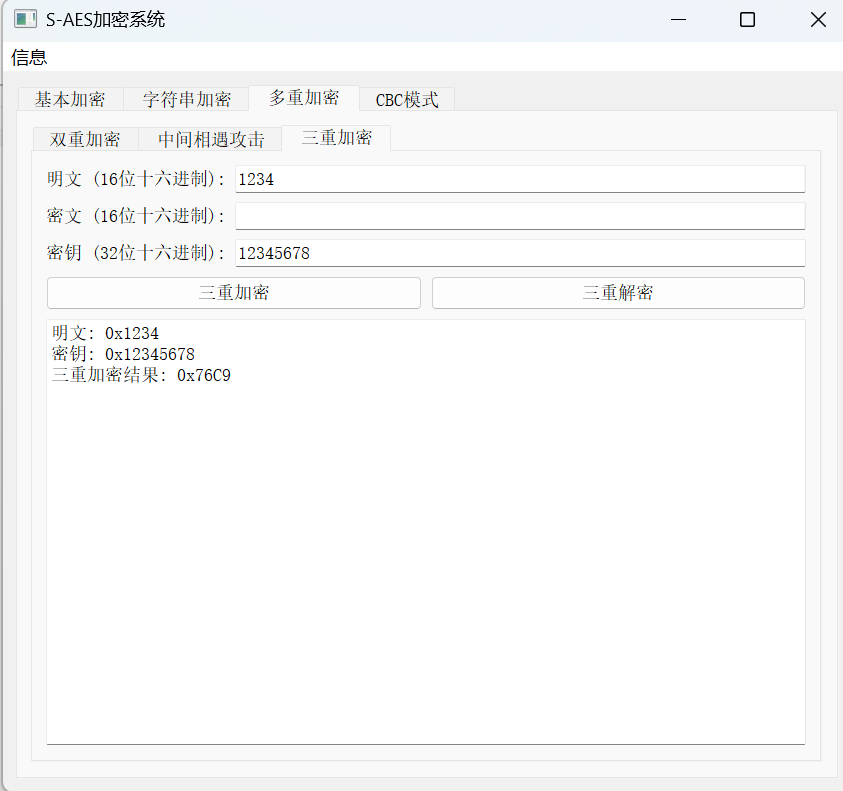 S-AES加密系统
信息
基本加密 字符串加密 多重加密 CBC模式
双重加密 中间相遇攻击 三重加密
明文 (16位十六进制): 1234
密文 (16位十六进制):
密钥 (32位十六进制): 12345678
三重加密 三重解密
明文: 0x1234
密钥: 0x12345678
三重加密结果: 0x76C9